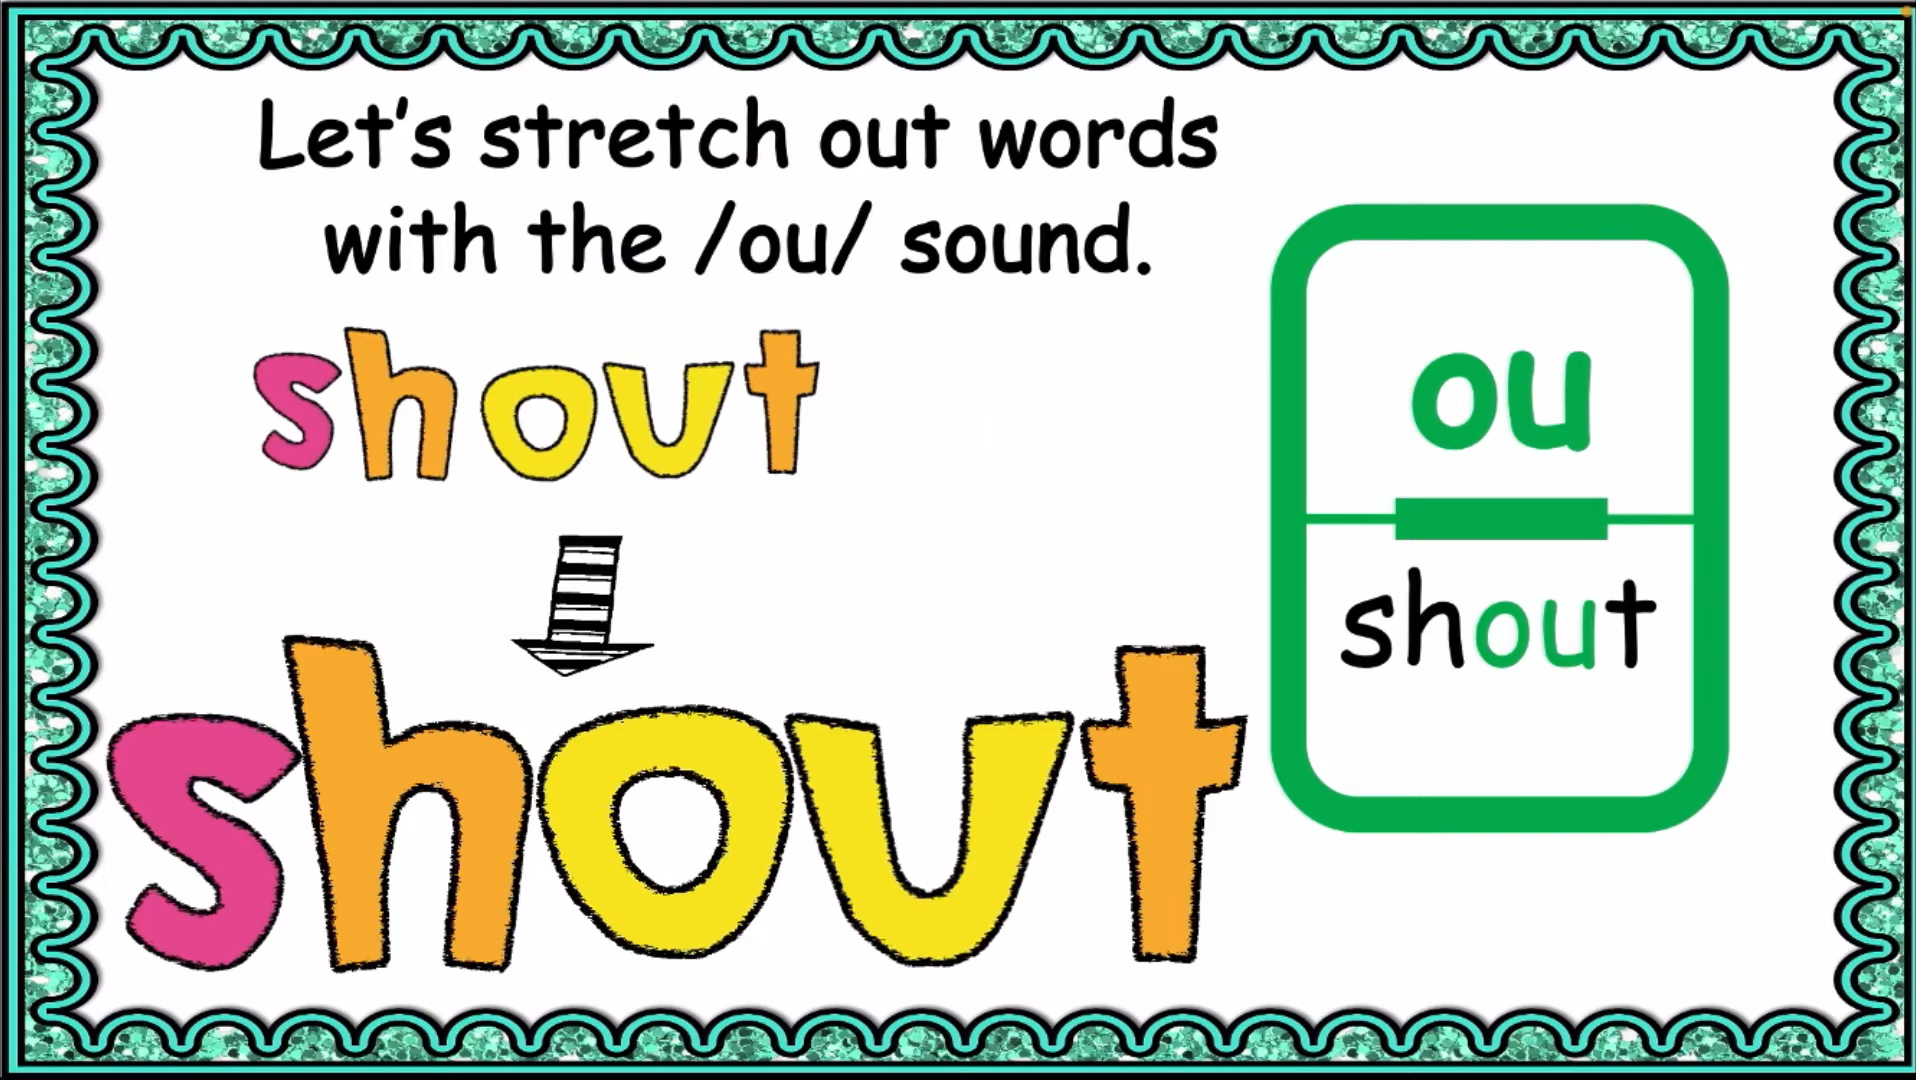 Let's stretch out words
with the /ou/ sound.
shout
shout
ou
shout